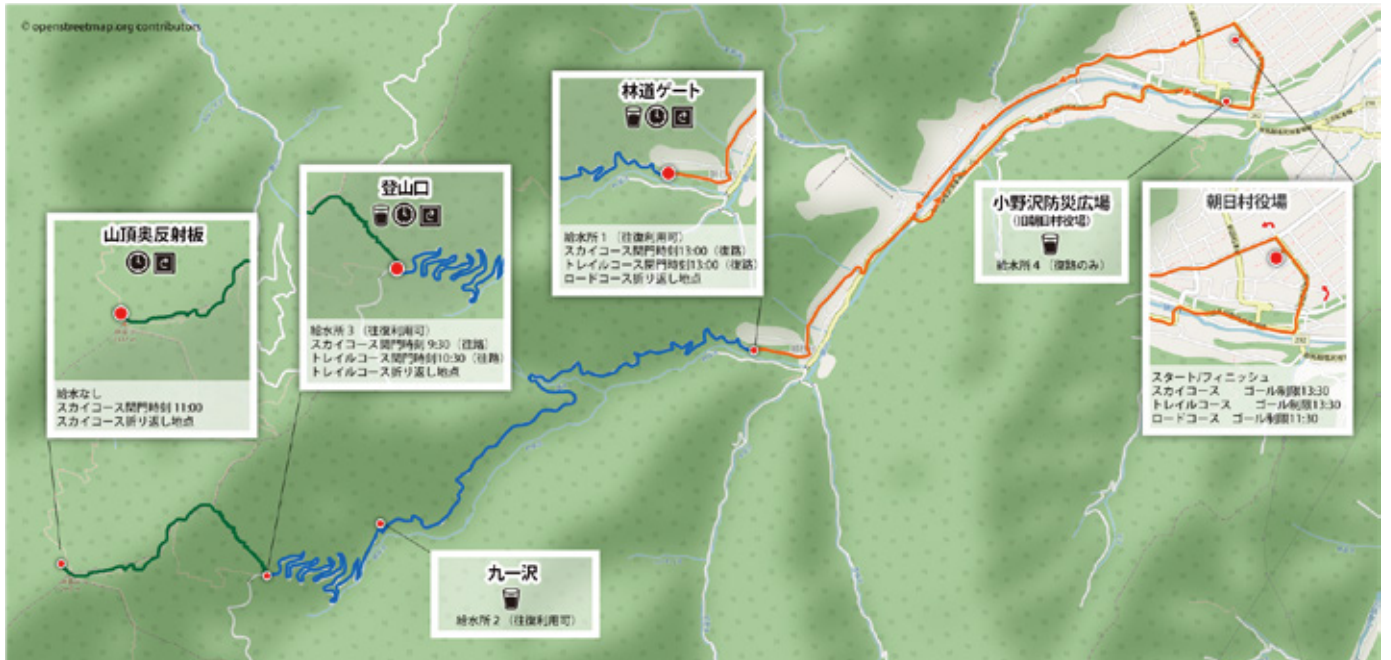 © openstreetmap.org contributors
林道ゲート
給水所1（往復利用可）
スカイコース関門時刻13:00（復路）
トレイルコース関門時刻13:00（復路）
ロードコース折り返し地点
登山口
給水所3（往復利用可）
スカイコース関門時刻 9:30（往路）
トレイルコース関門時刻10:30（往路）
トレイルコース折り返し地点
山頂奥反射板
給水なし
スカイコース関門時刻 11:00
スカイコース折り返し地点
小野沢防災広場
（旧朝日村役場）
給水所4（復路のみ）
朝日村役場
292
スタート/フィニッシュ
スカイコース　ゴール制限13:30
トレイルコース　ゴール制限13:30
ロードコース　ゴール制限11:30
九一沢
給水所2（往復利用可）